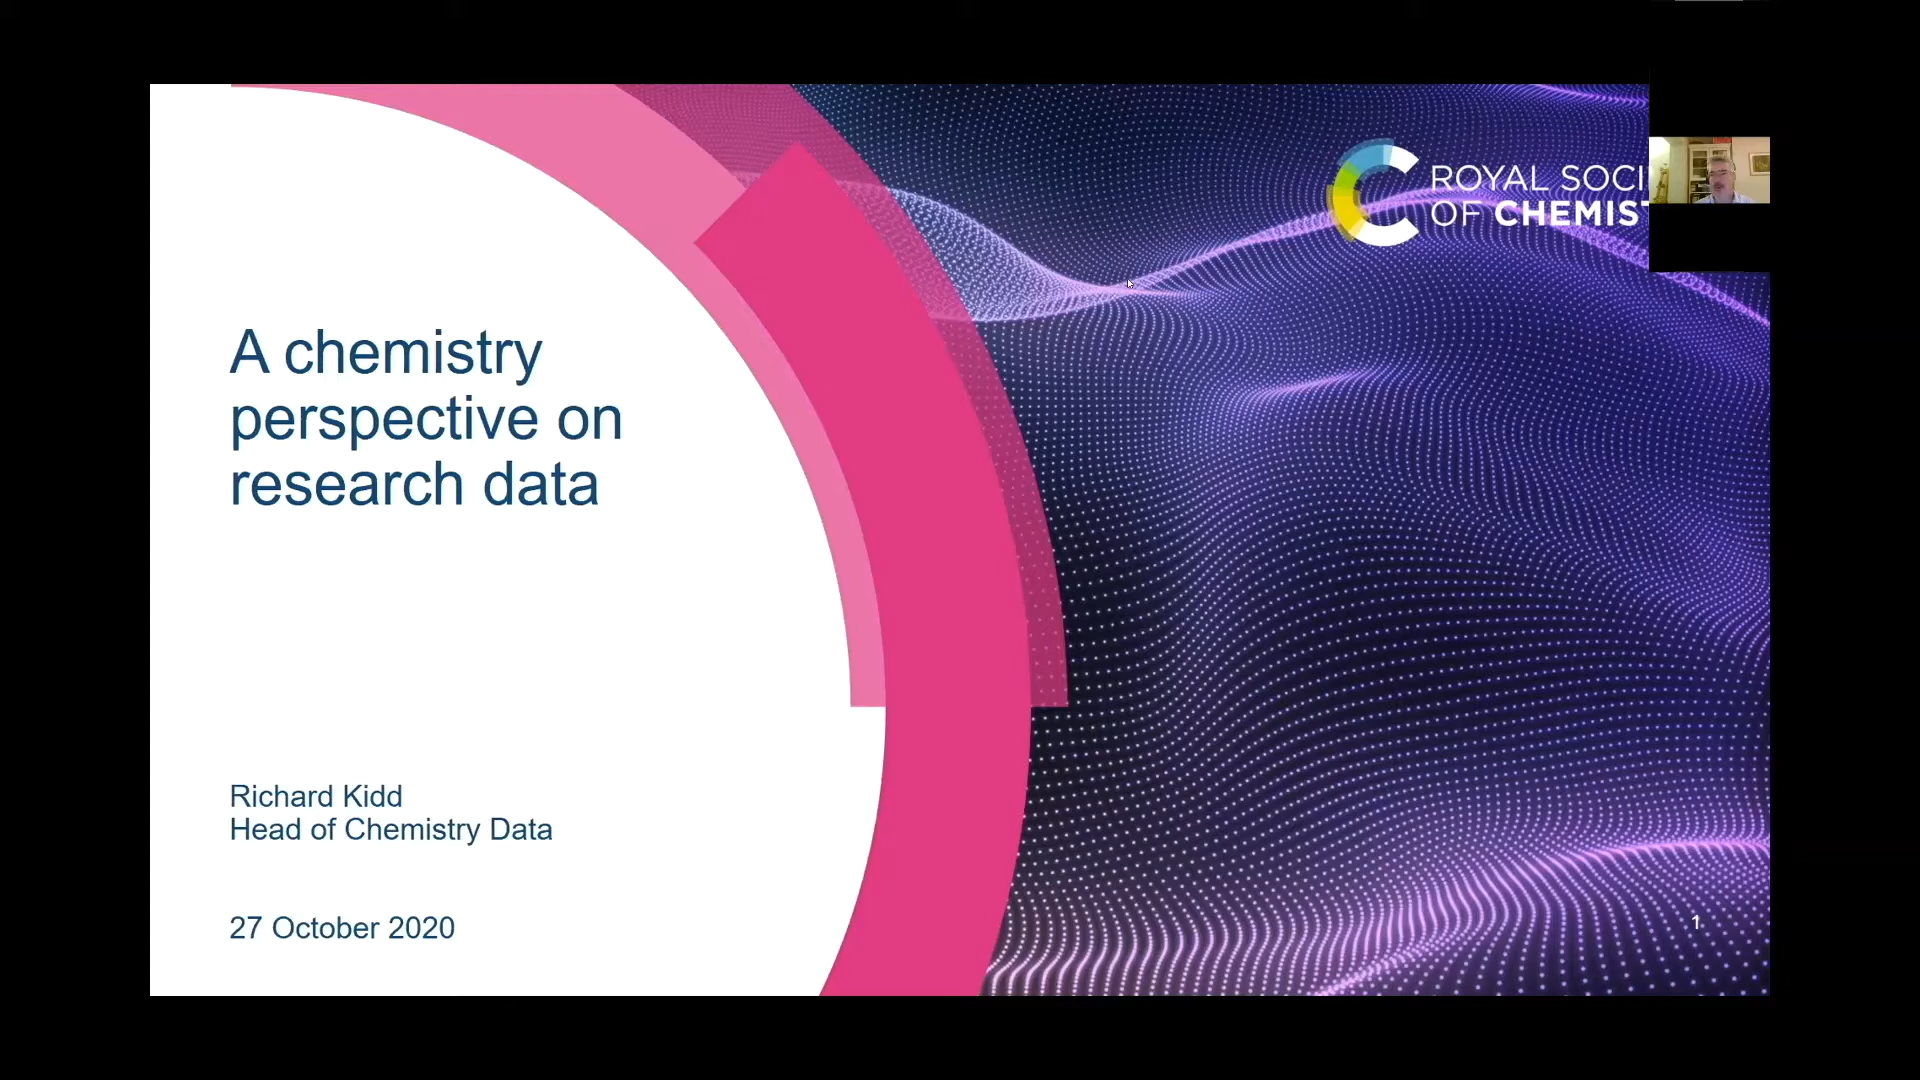 A chemistry
perspective on
research data
Richard Kidd
Head of Chemistry Data
27 October 2020
ROYAL SOCI
OF CHEMIST
1